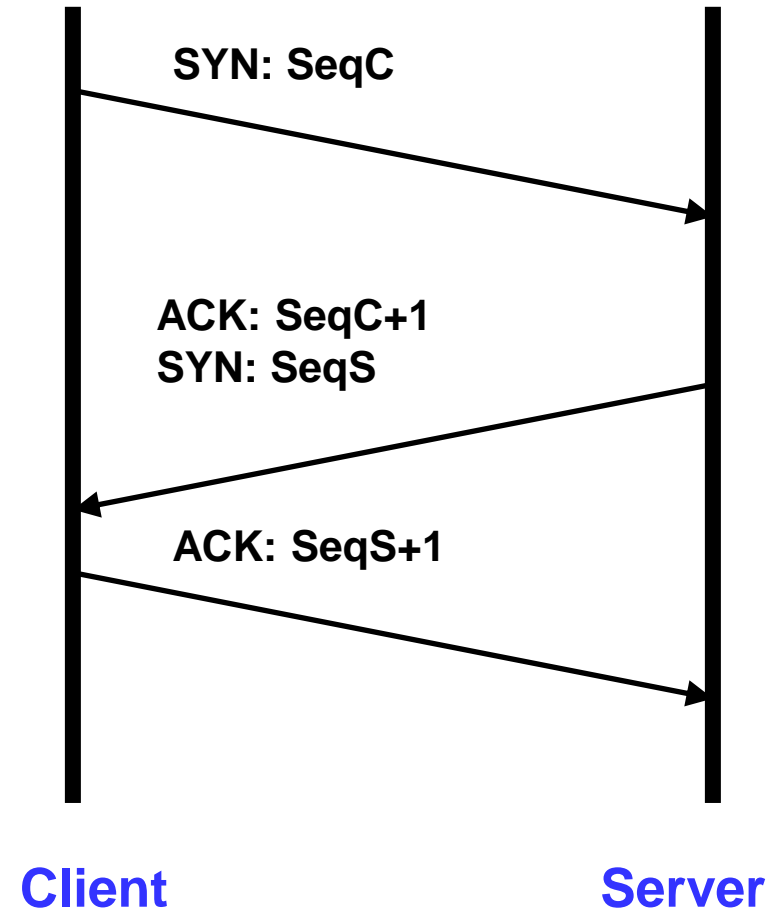 SYN: SeqC
ACK: SeqC+1
SYN: SeqS
ACK: SeqS+1
Client
Server